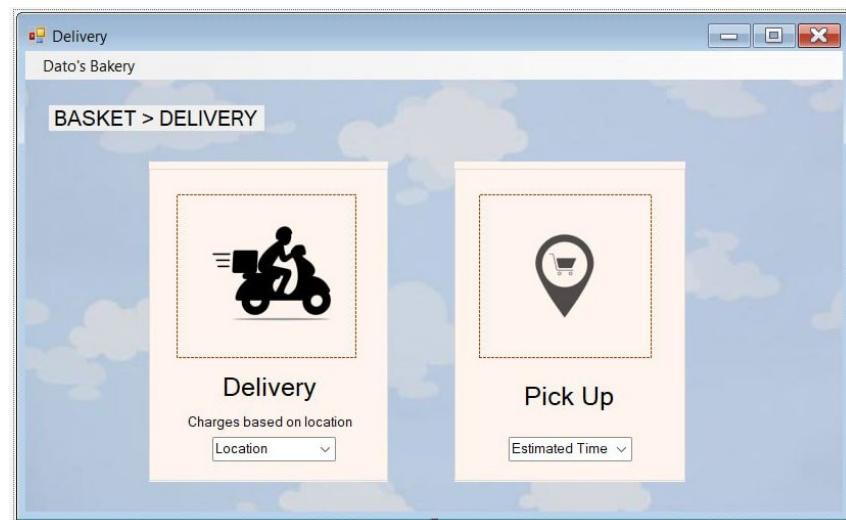 Delivery
Dato's Bakery
BASKET > DELIVERY
Delivery
Charges based on location
Location
Pick Up
Estimated Time